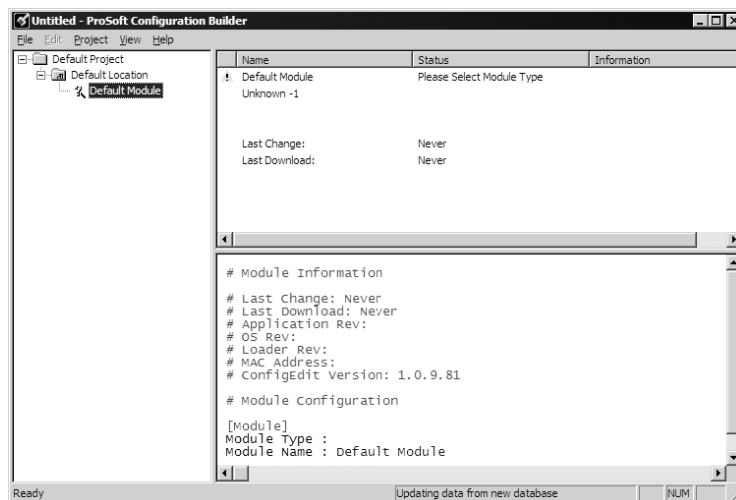 Untitled - ProSoft Configuration Builder
File Edit Project View Help
Default Project
Default Location
Default Module
Name Status Information
Default Module Please Select Module Type
Unknown -1
Last Change: Never
Last Download: Never
# Module Information
# Last Change: Never
# Last Download: Never
# Application Rev:
# OS Rev:
# Loader Rev:
# MAC Address:
# ConfigEdit Version: 1.0.9.81
# Module Configuration
[Module]
Module Type :
Module Name : Default Module
Ready Updating data from new database NUM